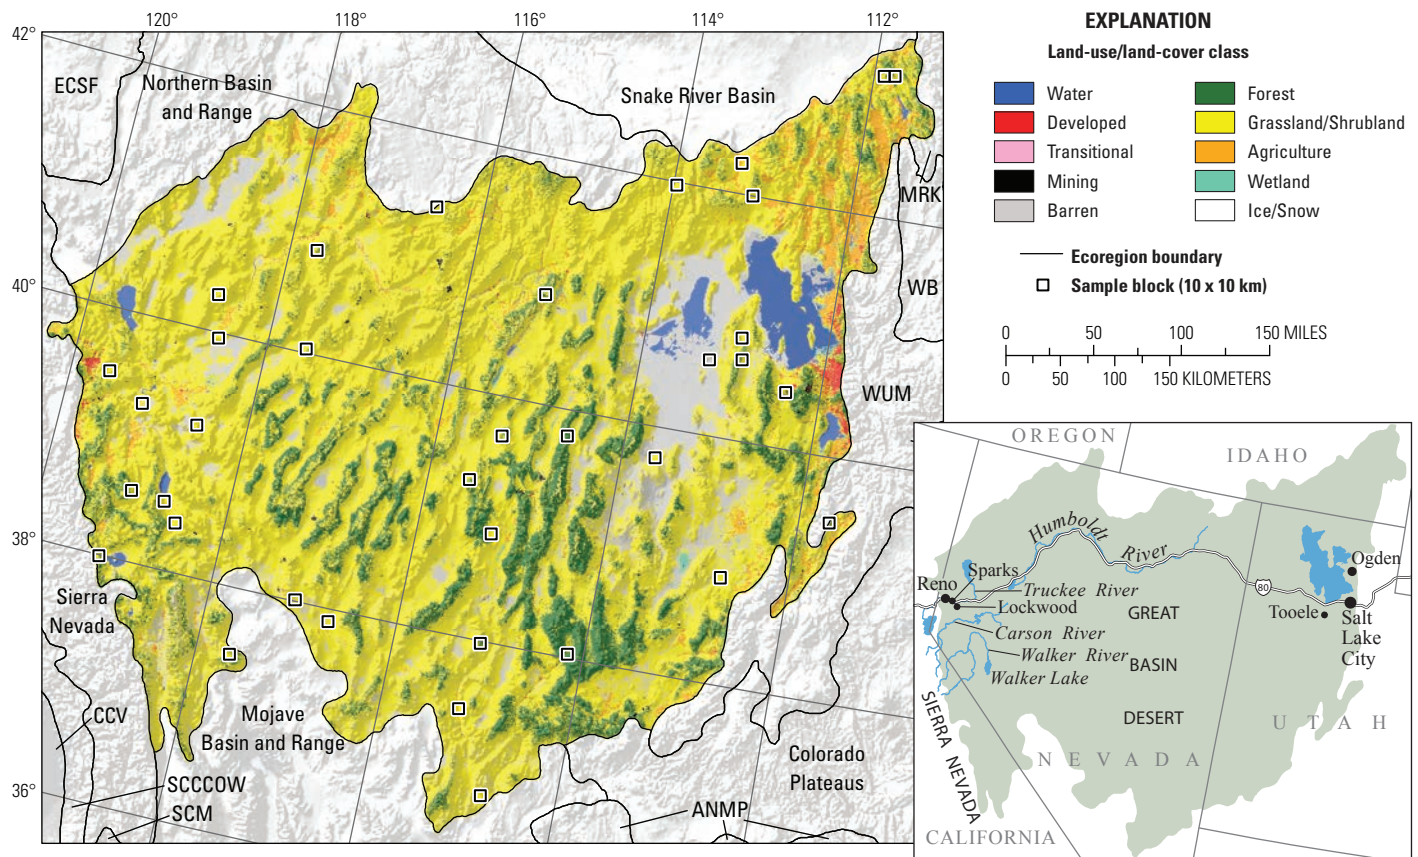 120°
118°
116°
114°
112°
42°
40°
38°
36°
ECSF
Northern Basin
and Range
Snake River Basin
MRK
WB
WUM
Sierra
Nevada
CCV
Mojave
Basin and Range
SCCCOW
SCM
ANMP
Colorado
Plateaus
EXPLANATION
Land-use/land-cover class
Water
Developed
Transitional
Mining
Barren
Forest
Grassland/Shrubland
Agriculture
Wetland
Ice/Snow
Ecoregion boundary
Sample block (10 x 10 km)
0 50 100 150 MILES
0 50 100 150 KILOMETERS
OREGON
IDAHO
Humboldt
River
Ogden
Sparks
Reno
80
Truckee River
Lockwood
GREAT
Tooele
Salt
Lake
City
Carson River
Walker River
BASIN
Walker Lake
DESERT
SIERRA NEVADA
UTAH
NEVADA
CALIFORNIA